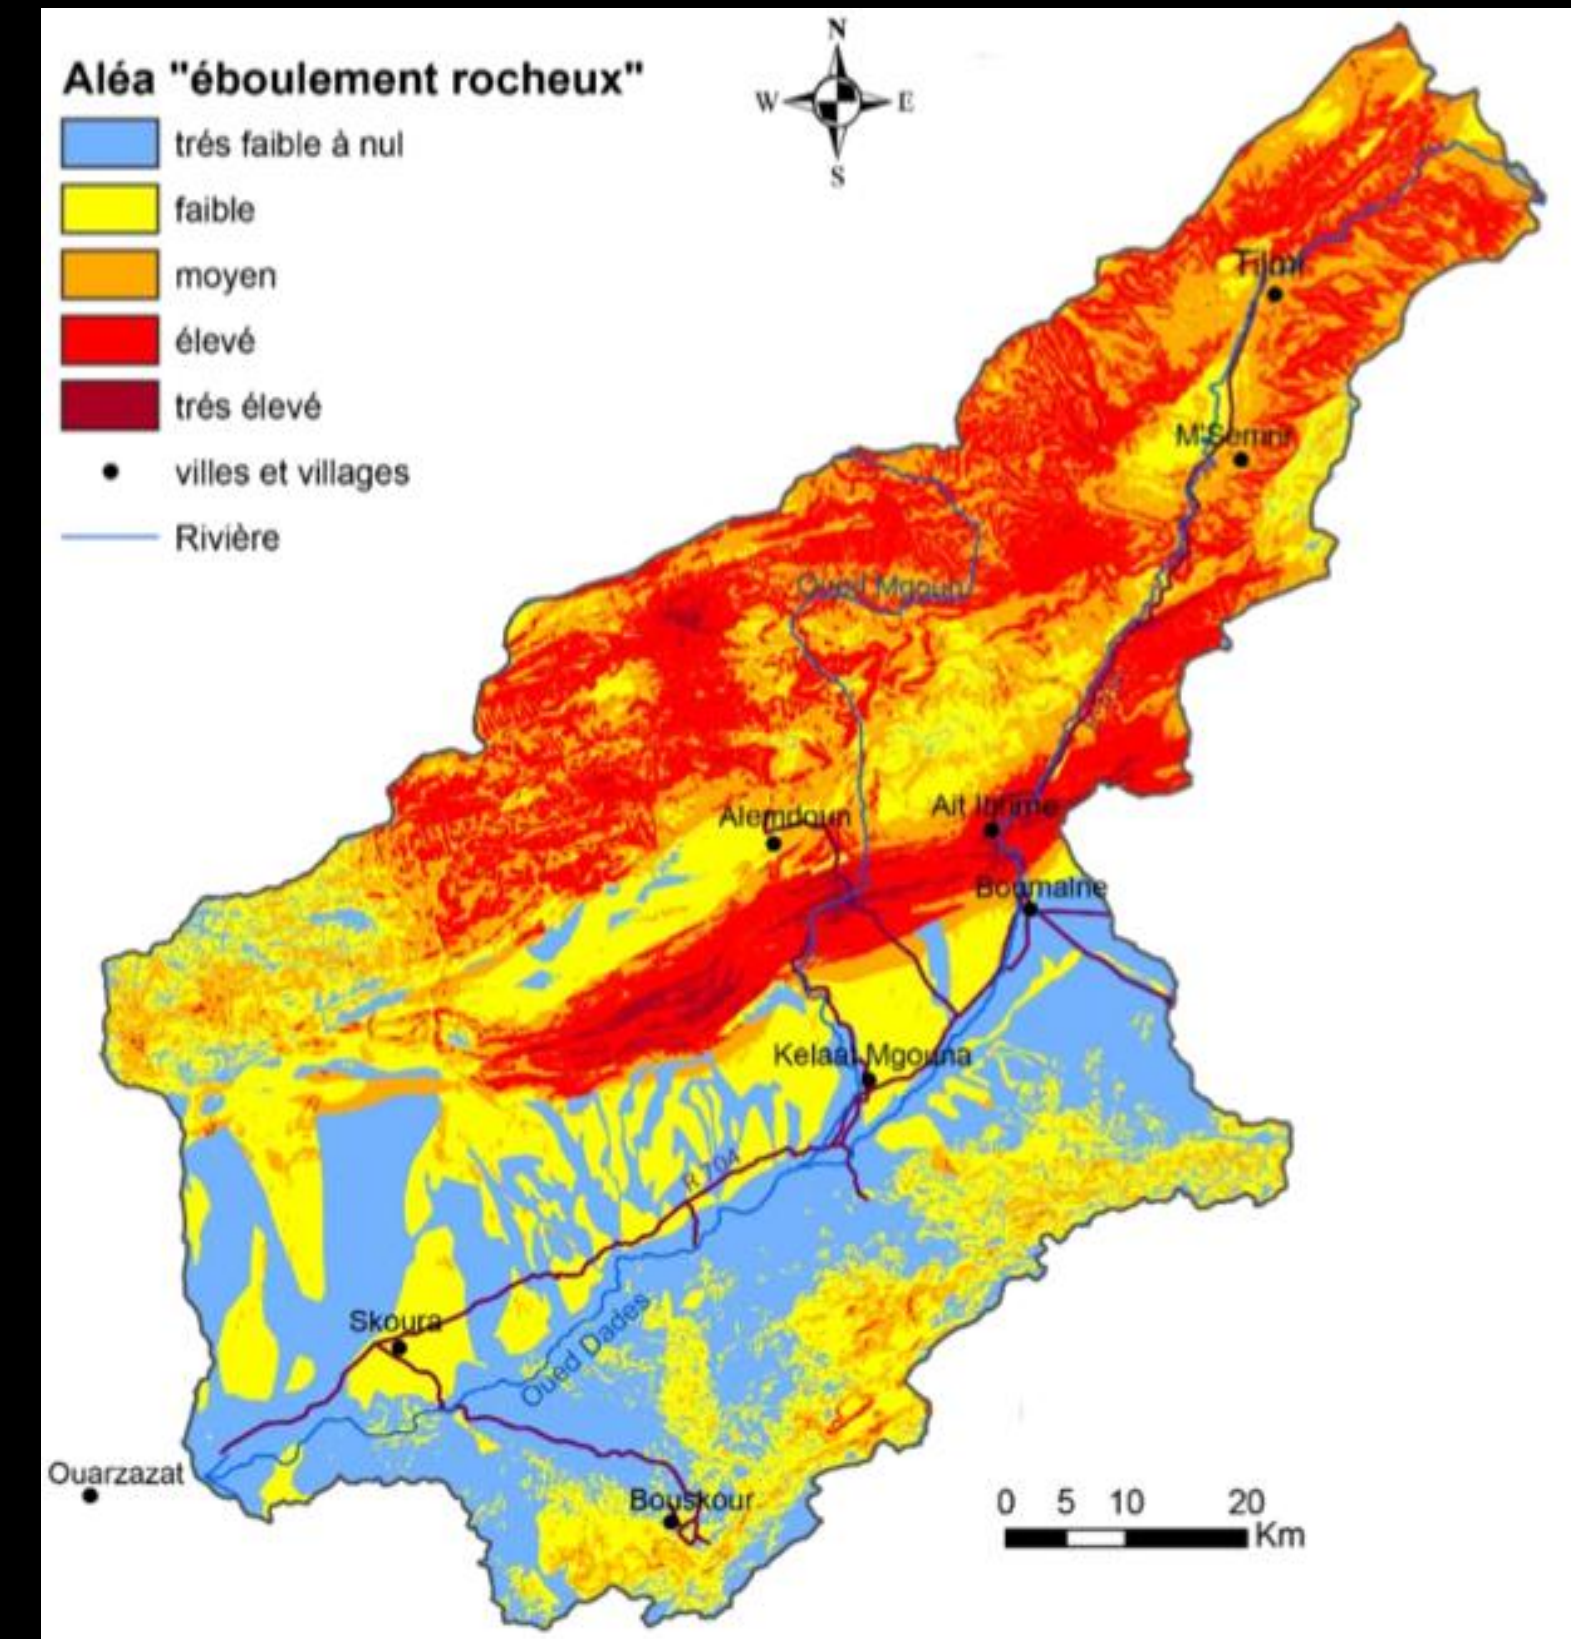 Aléa "éboulement rocheux"
trés faible à nul
faible
moyen
élevé
trés élevé
villes et villages
Rivière
N
W
E
S
Tilmi
M'Semrir
Oued Mgoun
Alemdoun
Ait Ibrirne
Boumalne
Kelaat Mgouna
R 704
Skoura
Oued Dades
Ouarzazat
Bouskour
0 5 10 20
Km